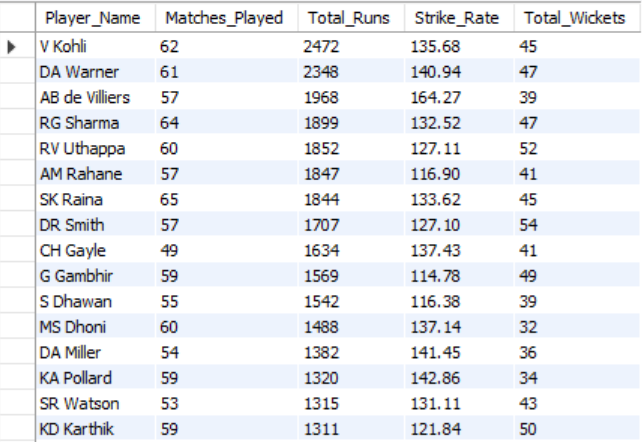 Player_Name Matches_Played Total_Runs Strike_Rate Total_Wickets
V Kohli 62 2472 135.68 45
DA Warner 61 2348 140.94 47
AB de Villiers 57 1968 164.27 39
RG Sharma 64 1899 132.52 47
RV Uthappa 60 1852 127.11 52
AM Rahane 57 1847 116.90 41
SK Raina 65 1844 133.62 45
DR Smith 57 1707 127.10 54
CH Gayle 49 1634 137.43 41
G Gambhir 59 1569 114.78 49
S Dhawan 55 1542 116.38 39
MS Dhoni 60 1488 137.14 32
DA Miller 54 1382 141.45 36
KA Pollard 59 1320 142.86 34
SR Watson 53 1315 131.11 43
KD Karthik 59 1311 121.84 50